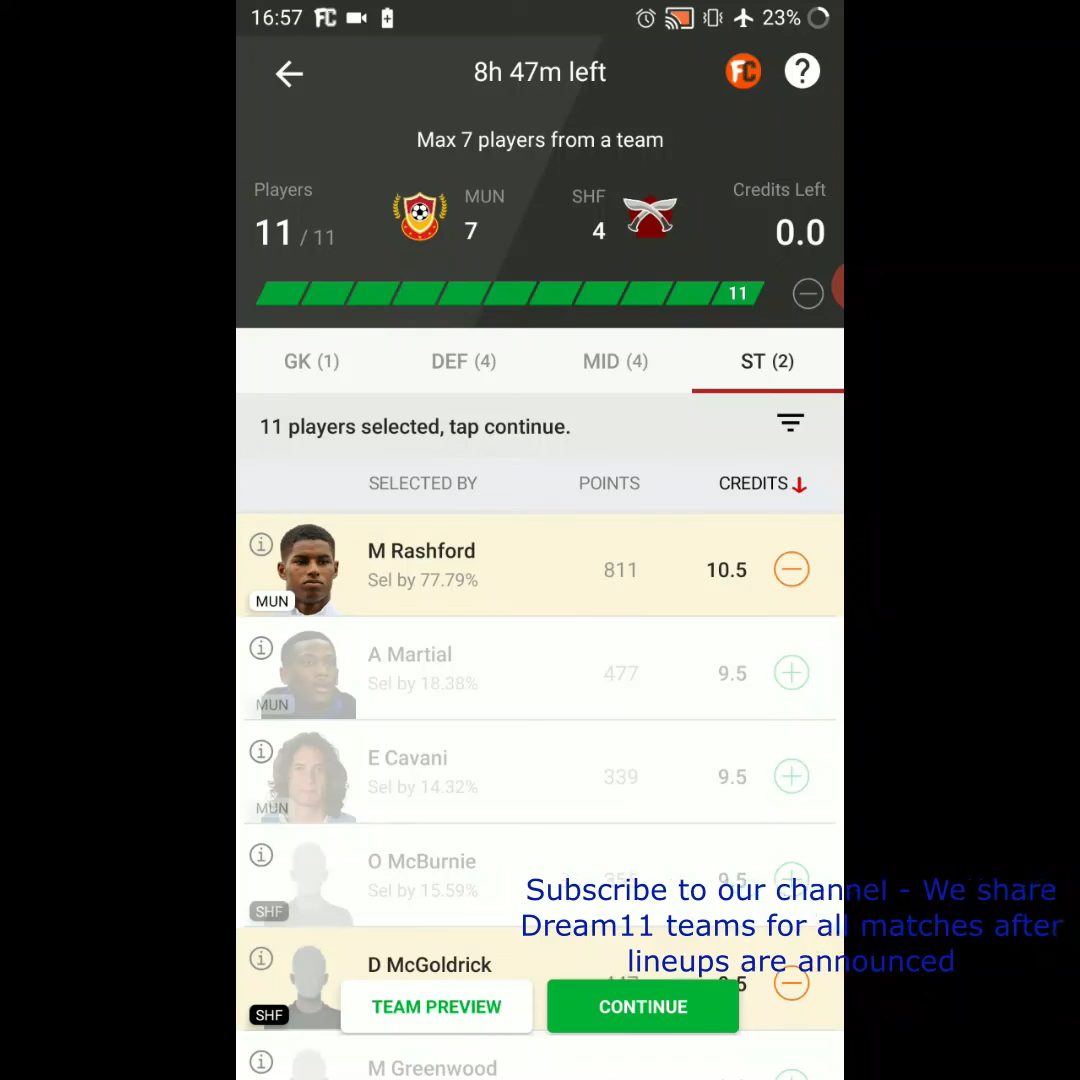 16:57 FC 23%
8h 47m left FC ?
Max 7 players from a team
Players MUN SHF Credits Left
11 / 11 7 4 0.0
11
GK (1) DEF (4) MID (4) ST (2)
11 players selected, tap continue.
SELECTED BY POINTS CREDITS
M Rashford
Sel by 77.79% 811 10.5
MUN
A Martial
Sel by 18.38% 477 9.5
MUN
E Cavani
Sel by 14.32% 339 9.5
MUN
O McBurnie
Sel by 15.59% 9.5
SHF
Subscribe to our channel - We share
Dream11 teams for all matches after
lineups are announced
D McGoldrick
SHF
TEAM PREVIEW CONTINUE
M Greenwood